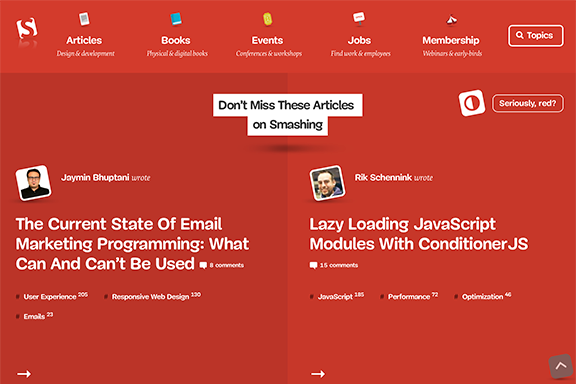 Articles
Design & development
Books
Physical & digital books
Events
Conferences & workshops
Jobs
Find work & employees
Membership
Webinars & early-birds
Topics
Don't Miss These Articles
on Smashing
Seriously, red?
Jaymin Bhuptani wrote
The Current State Of Email
Marketing Programming: What
Can And Can't Be Used 8 comments
# User Experience 205
# Responsive Web Design 230
# Emails 23
Rik Schennink wrote
Lazy Loading JavaScript
Modules With ConditionerJS
15 comments
# JavaScript 185
# Performance 72
# Optimization 46